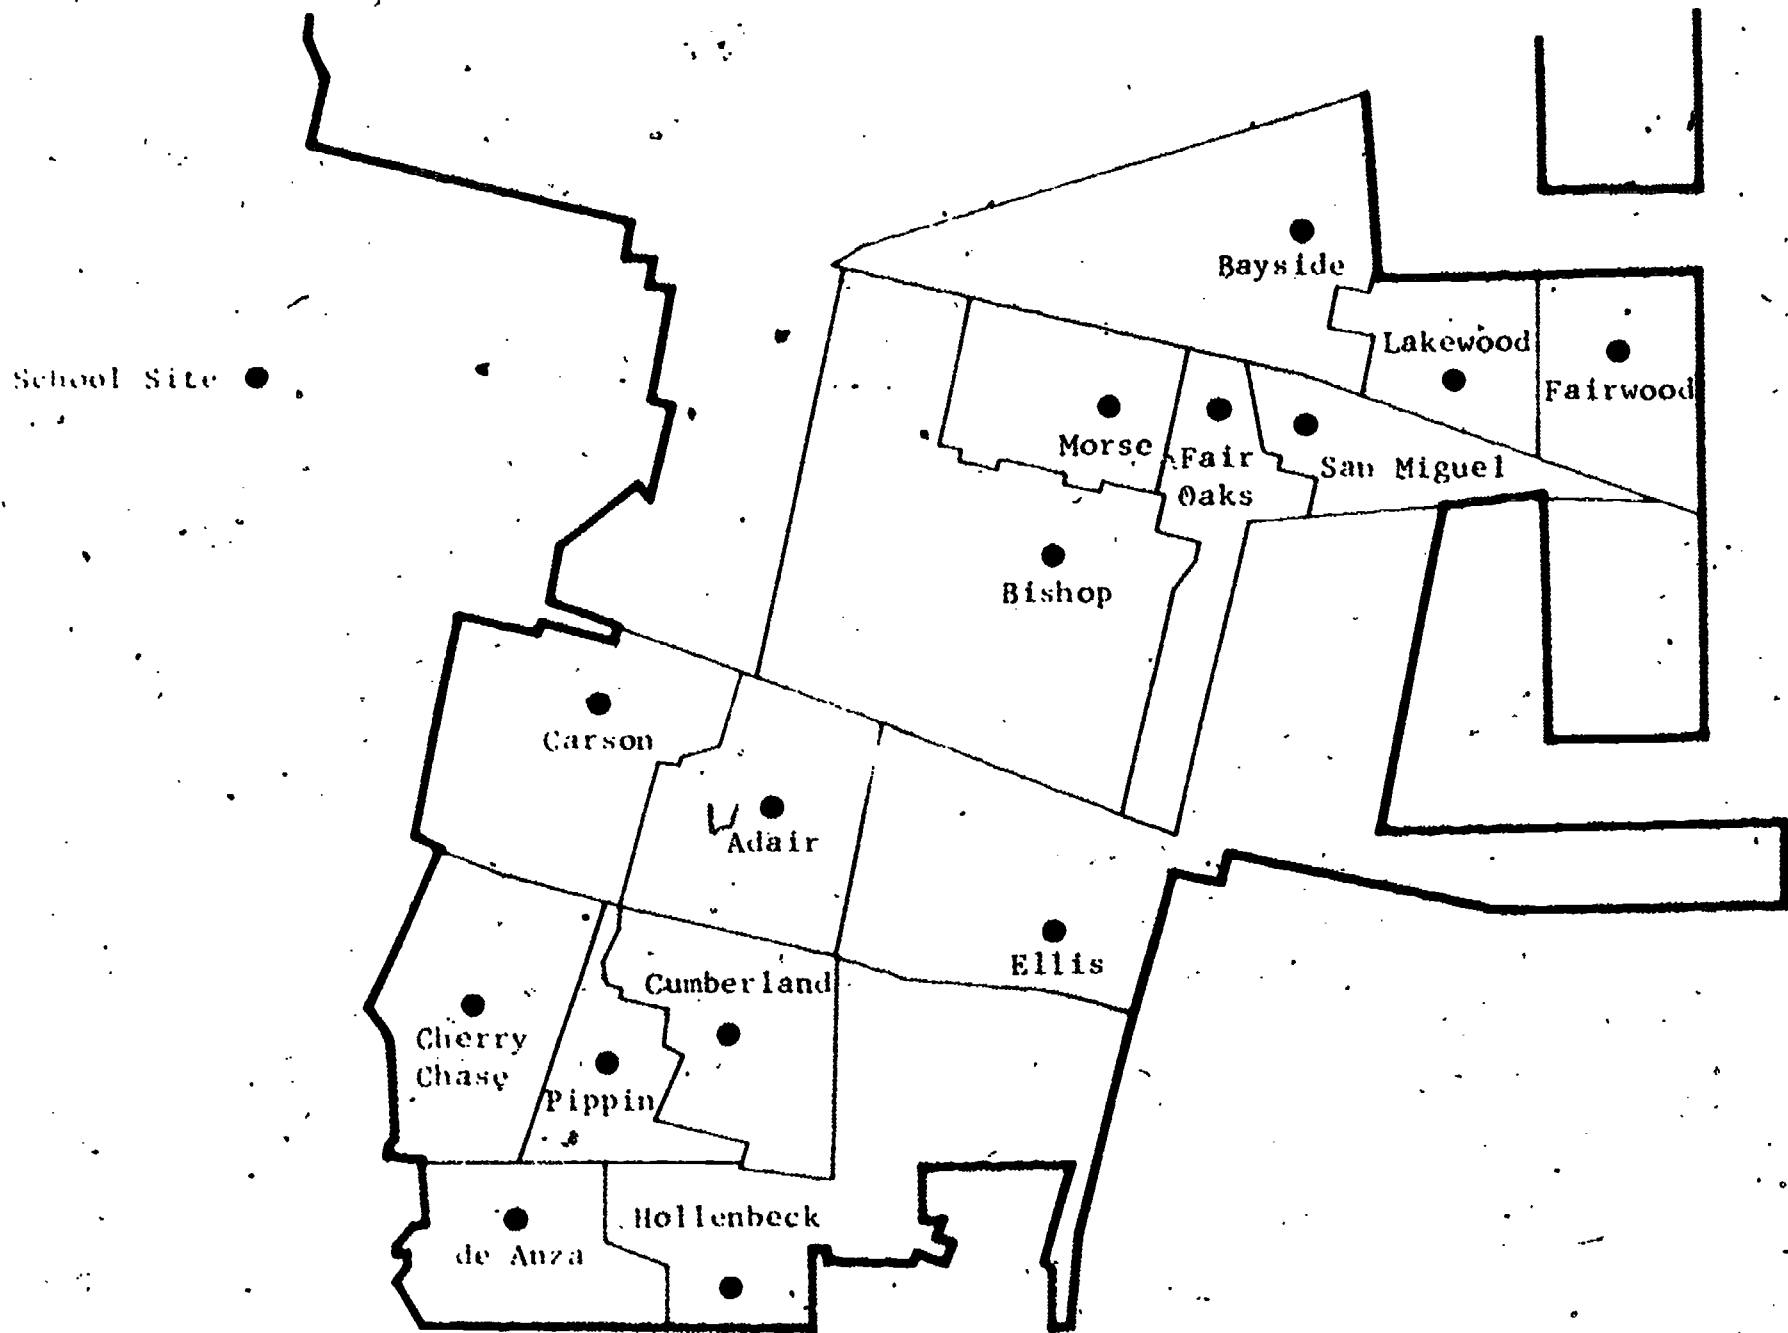 Bayside
Lakewood
School Site
Fairwood
Morse
Fair
Oaks
San Miguel
Bishop
Carson
Adair
Ellis
Cumberland
Cherry
Chase
Pippin
Hollenbeck
de Anza